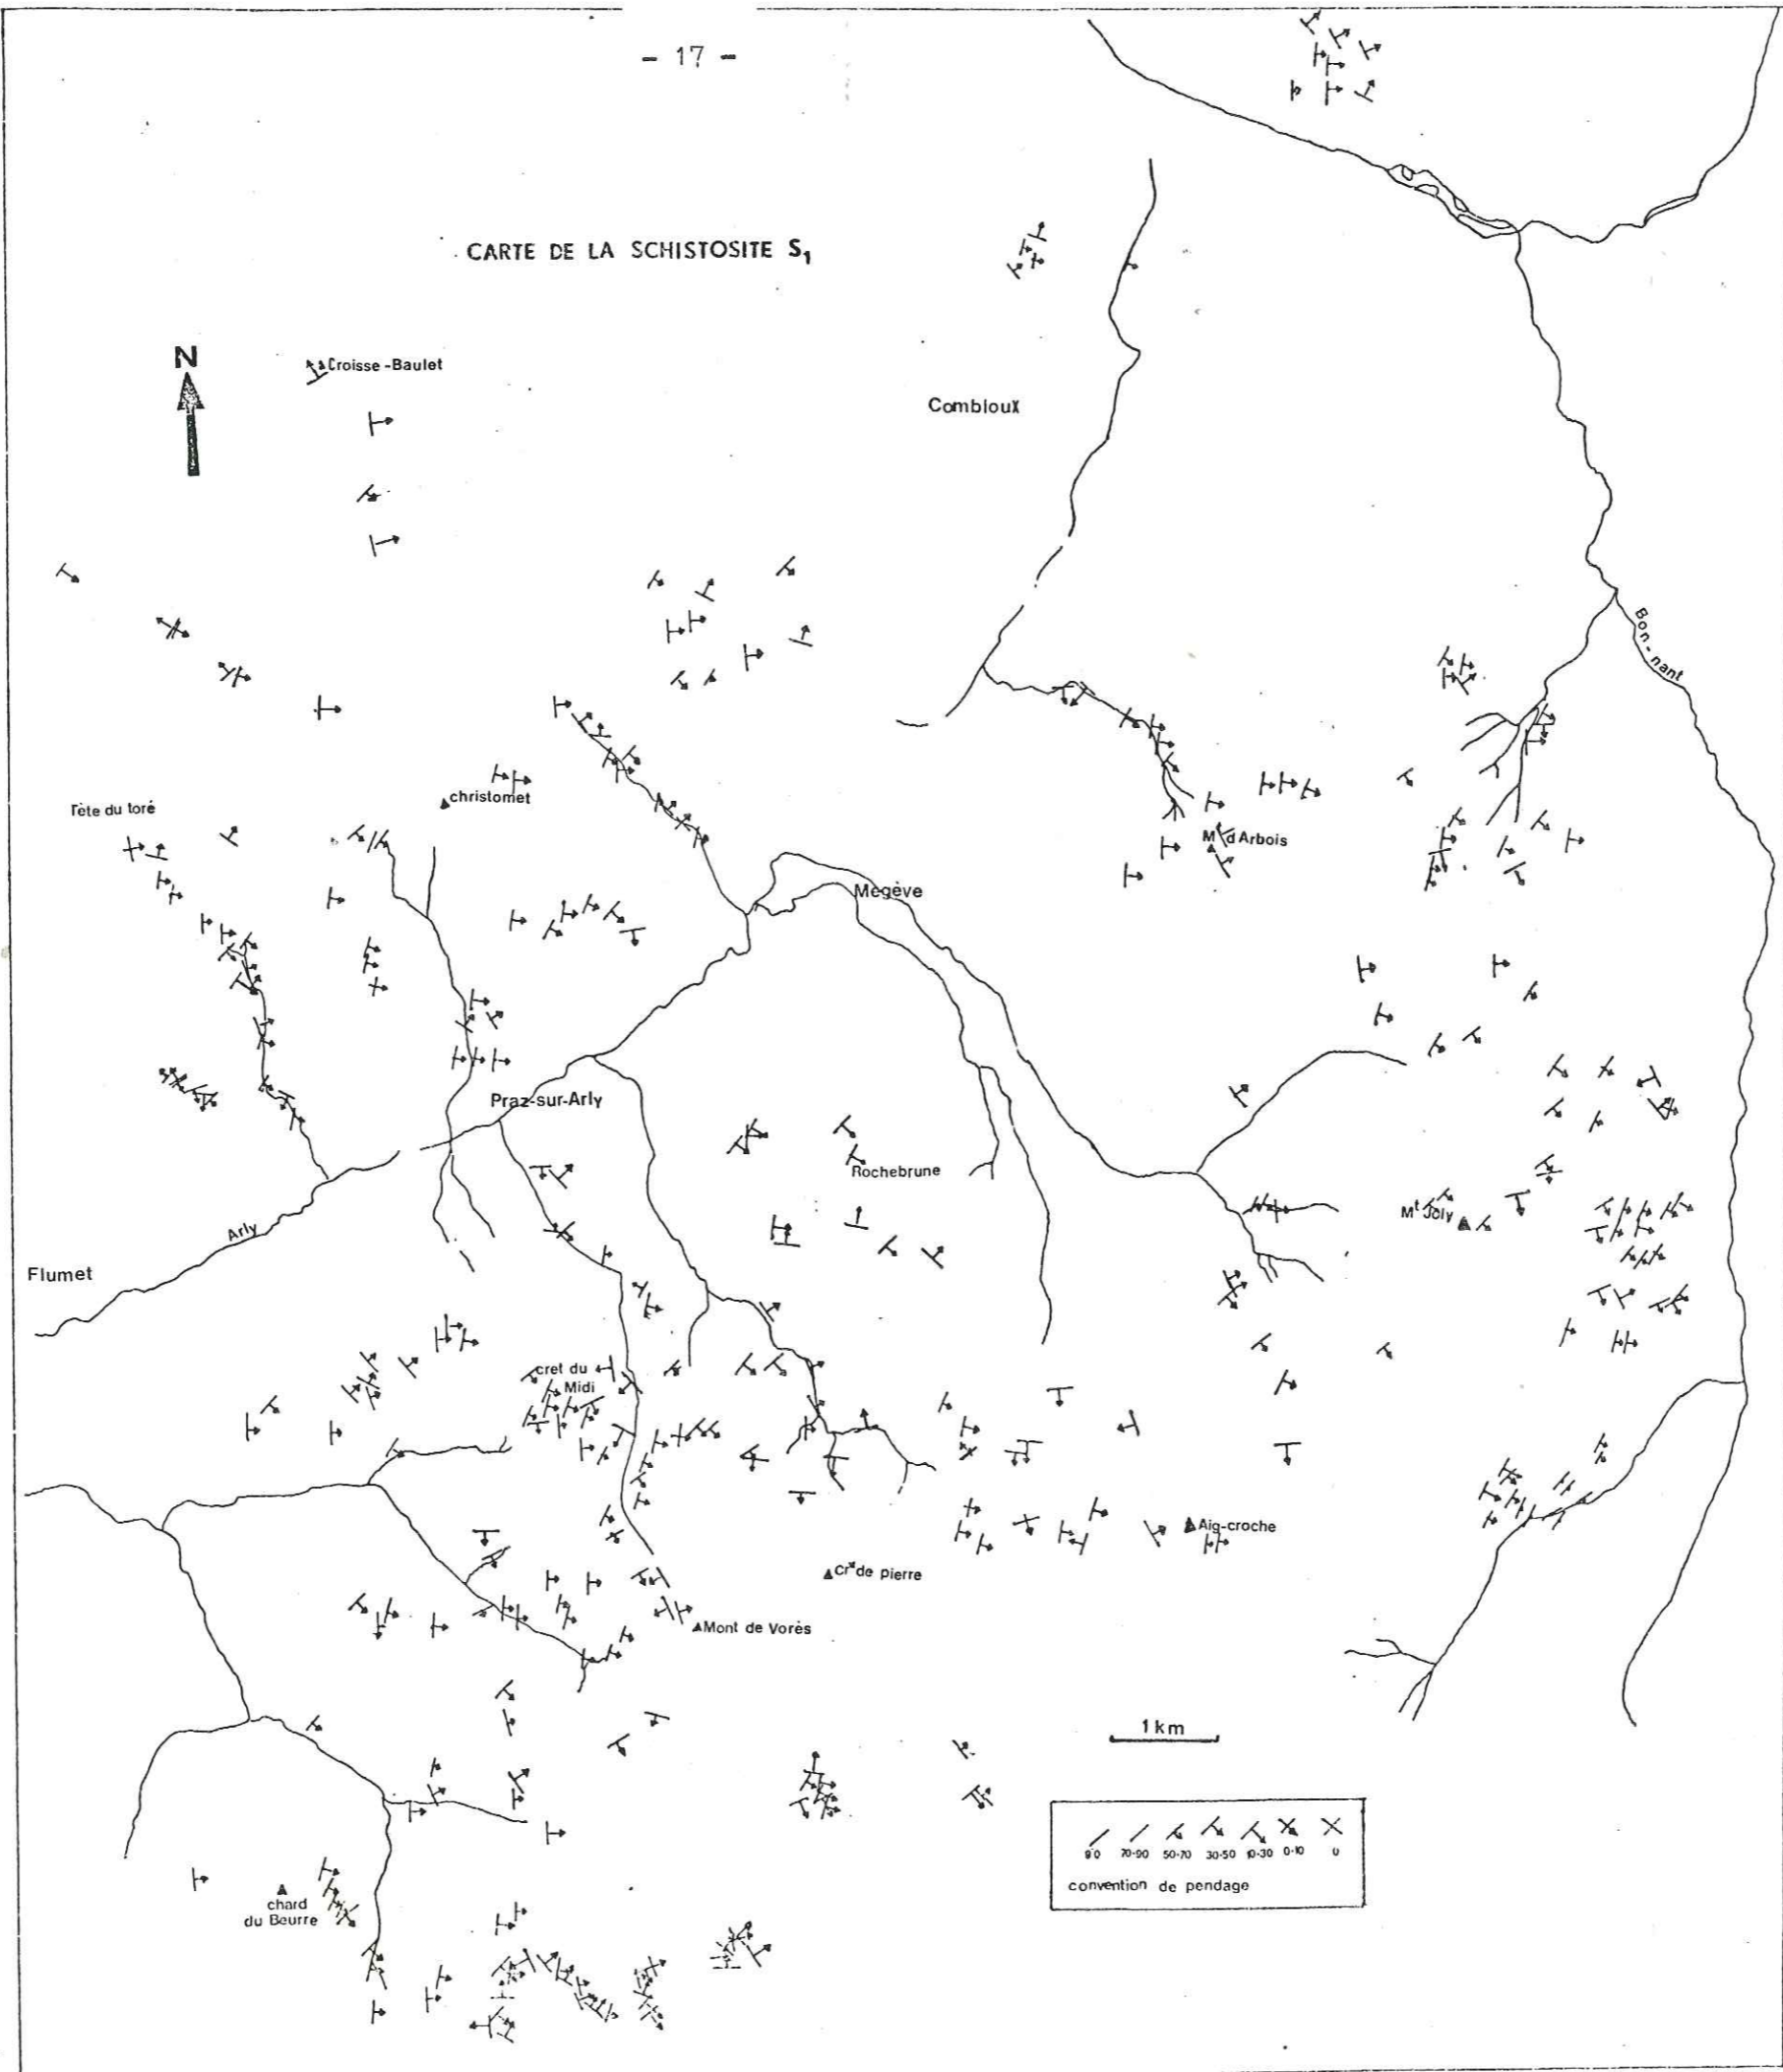 - 17 -
CARTE DE LA SCHISTOSITE S₁
N
Croisse-Baulet
Combloux
Bon-nant
christomet
Tête du toré
Mt d'Arbois
Megève
Praz-sur-Arly
Rochebrune
Arly
Mt Joly
Flumet
cret du
Midi
Aig-croche
Crx de pierre
Mont de Vorès
1 km
90 70-90 50-70 30-50 10-30 0-10 0
convention de pendage
chard
du Beurre